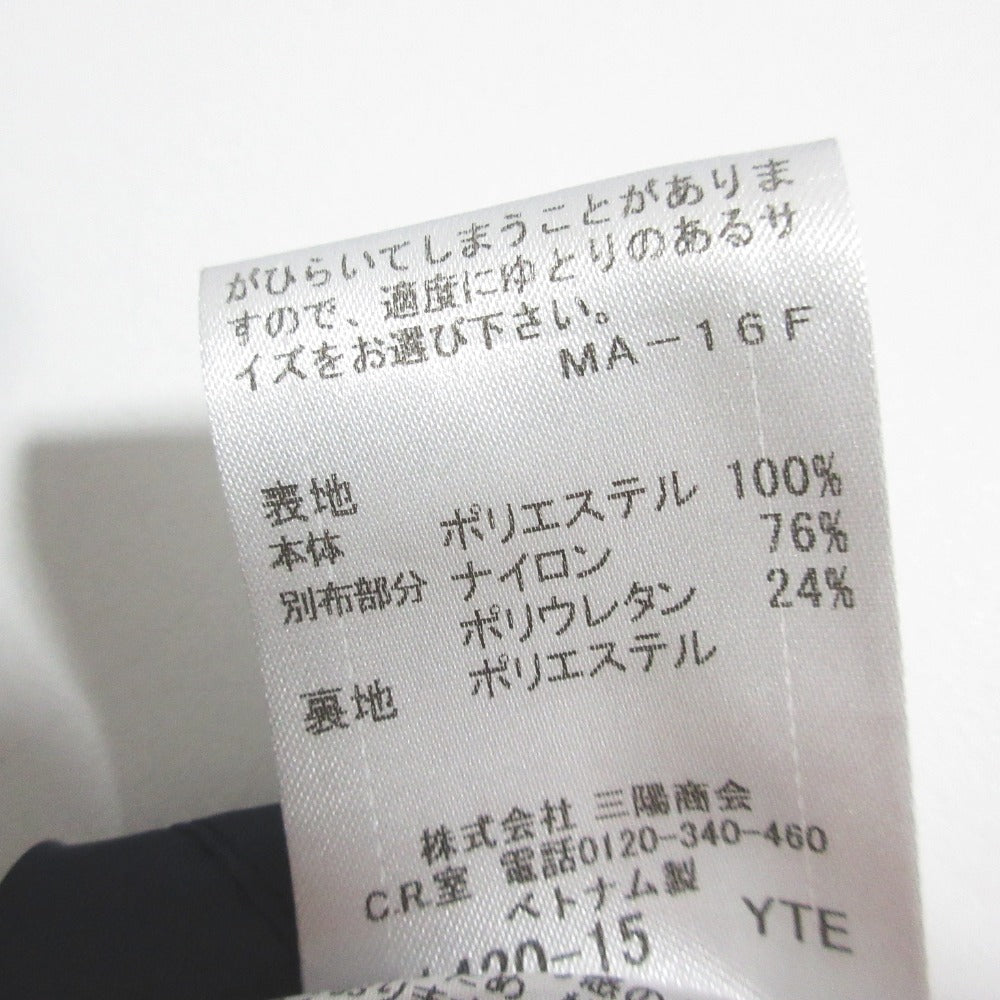 がひらいてしまうことがありま
すので、適度にゆとりのあるサ
イズをお選び下さい。
MA-16F
表地
本体 ポリエステル 100%
別布部分 ナイロン 76%
ポリウレタン 24%
裏地 ポリエステル
株式会社 三陽商会
C.R室 電話0120-340-460
ベトナム製
420-15 YTE